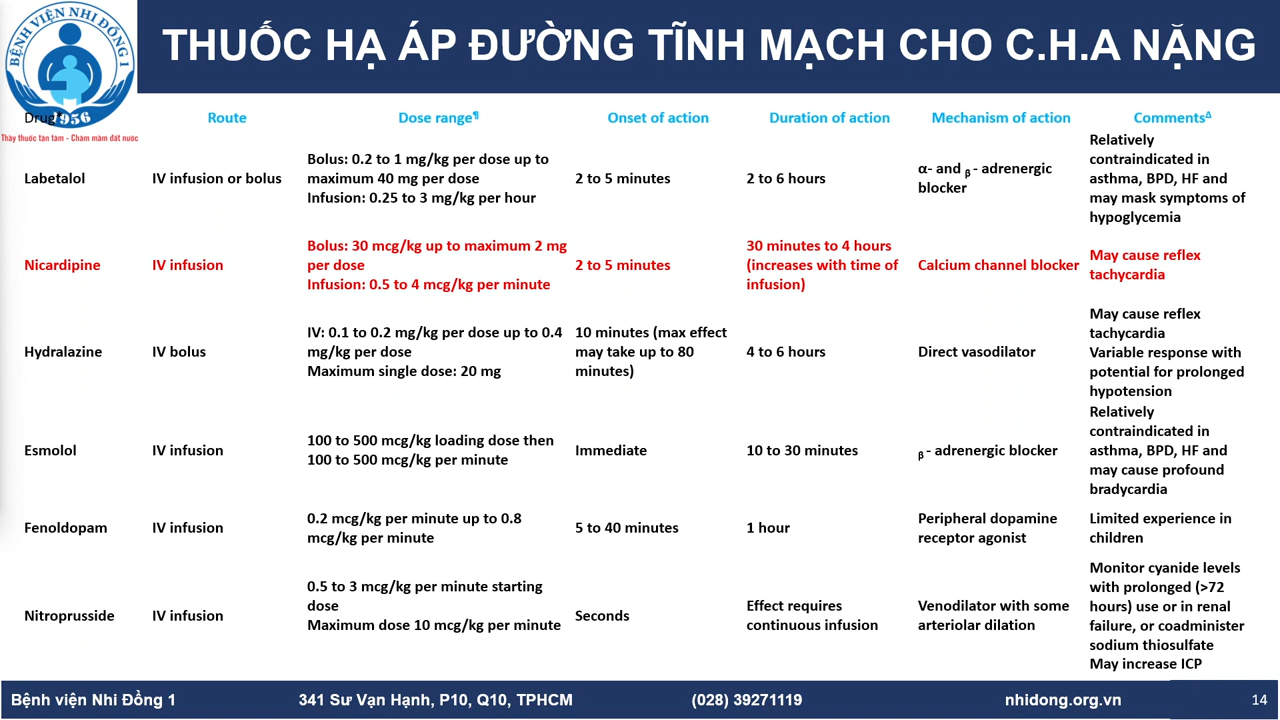 BỆNH VIỆN NHI ĐỒNG 1
1956
Thầy thuốc tận tâm - Chăm mầm đất nước
THUỐC HẠ ÁP ĐƯỜNG TĨNH MẠCH CHO C.H.A NẶNG
Drug* Route Dose range¶ Onset of action Duration of action Mechanism of action CommentsΔ
Labetalol
IV infusion or bolus
Bolus: 0.2 to 1 mg/kg per dose up to
maximum 40 mg per dose
Infusion: 0.25 to 3 mg/kg per hour
2 to 5 minutes
2 to 6 hours
α- and β - adrenergic
blocker
Relatively
contraindicated in
asthma, BPD, HF and
may mask symptoms of
hypoglycemia
Nicardipine
IV infusion
Bolus: 30 mcg/kg up to maximum 2 mg
per dose
Infusion: 0.5 to 4 mcg/kg per minute
2 to 5 minutes
30 minutes to 4 hours
(increases with time of
infusion)
Calcium channel blocker
May cause reflex
tachycardia
Hydralazine
IV bolus
IV: 0.1 to 0.2 mg/kg per dose up to 0.4
mg/kg per dose
Maximum single dose: 20 mg
10 minutes (max effect
may take up to 80
minutes)
4 to 6 hours
Direct vasodilator
May cause reflex
tachycardia
Variable response with
potential for prolonged
hypotension
Esmolol
IV infusion
100 to 500 mcg/kg loading dose then
100 to 500 mcg/kg per minute
Immediate
10 to 30 minutes
β - adrenergic blocker
Relatively
contraindicated in
asthma, BPD, HF and
may cause profound
bradycardia
Fenoldopam
IV infusion
0.2 mcg/kg per minute up to 0.8
mcg/kg per minute
5 to 40 minutes
1 hour
Peripheral dopamine
receptor agonist
Limited experience in
children
Nitroprusside
IV infusion
0.5 to 3 mcg/kg per minute starting
dose
Maximum dose 10 mcg/kg per minute
Seconds
Effect requires
continuous infusion
Venodilator with some
arteriolar dilation
Monitor cyanide levels
with prolonged (>72
hours) use or in renal
failure, or coadminister
sodium thiosulfate
May increase ICP
Bệnh viện Nhi Đồng 1 341 Sư Vạn Hạnh, P10, Q10, TPHCM (028) 39271119 nhidong.org.vn 14